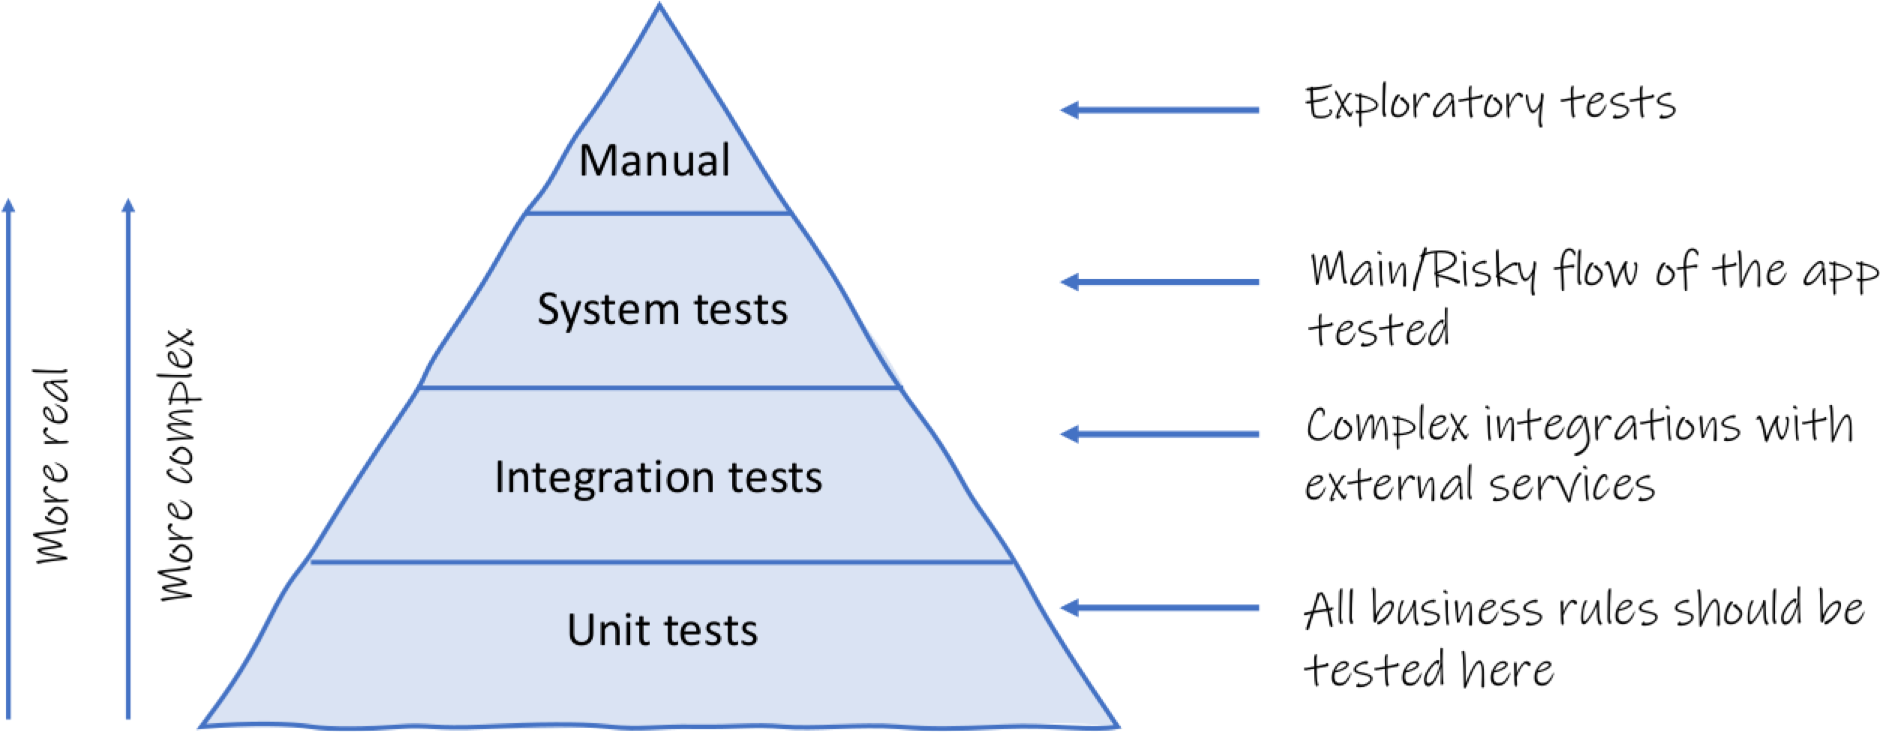 Exploratory tests
Manual
Main/Risky flow of the app
tested
System tests
More real
More complex
Complex integrations with
external services
Integration tests
All business rules should be
tested here
Unit tests